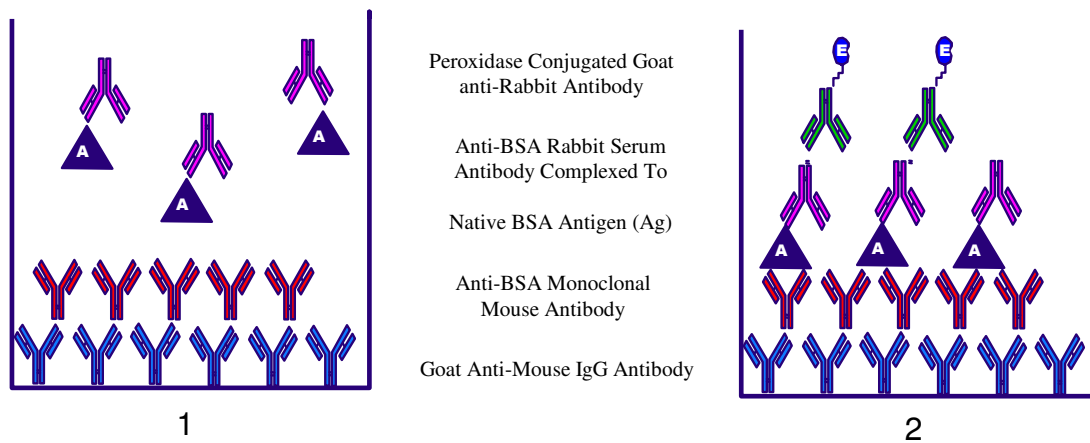 A
A
A
1
Peroxidase Conjugated Goat
anti-Rabbit Antibody
Anti-BSA Rabbit Serum
Antibody Complexed To
Native BSA Antigen (Ag)
Anti-BSA Monoclonal
Mouse Antibody
Goat Anti-Mouse IgG Antibody
E
E
A
A
A
2